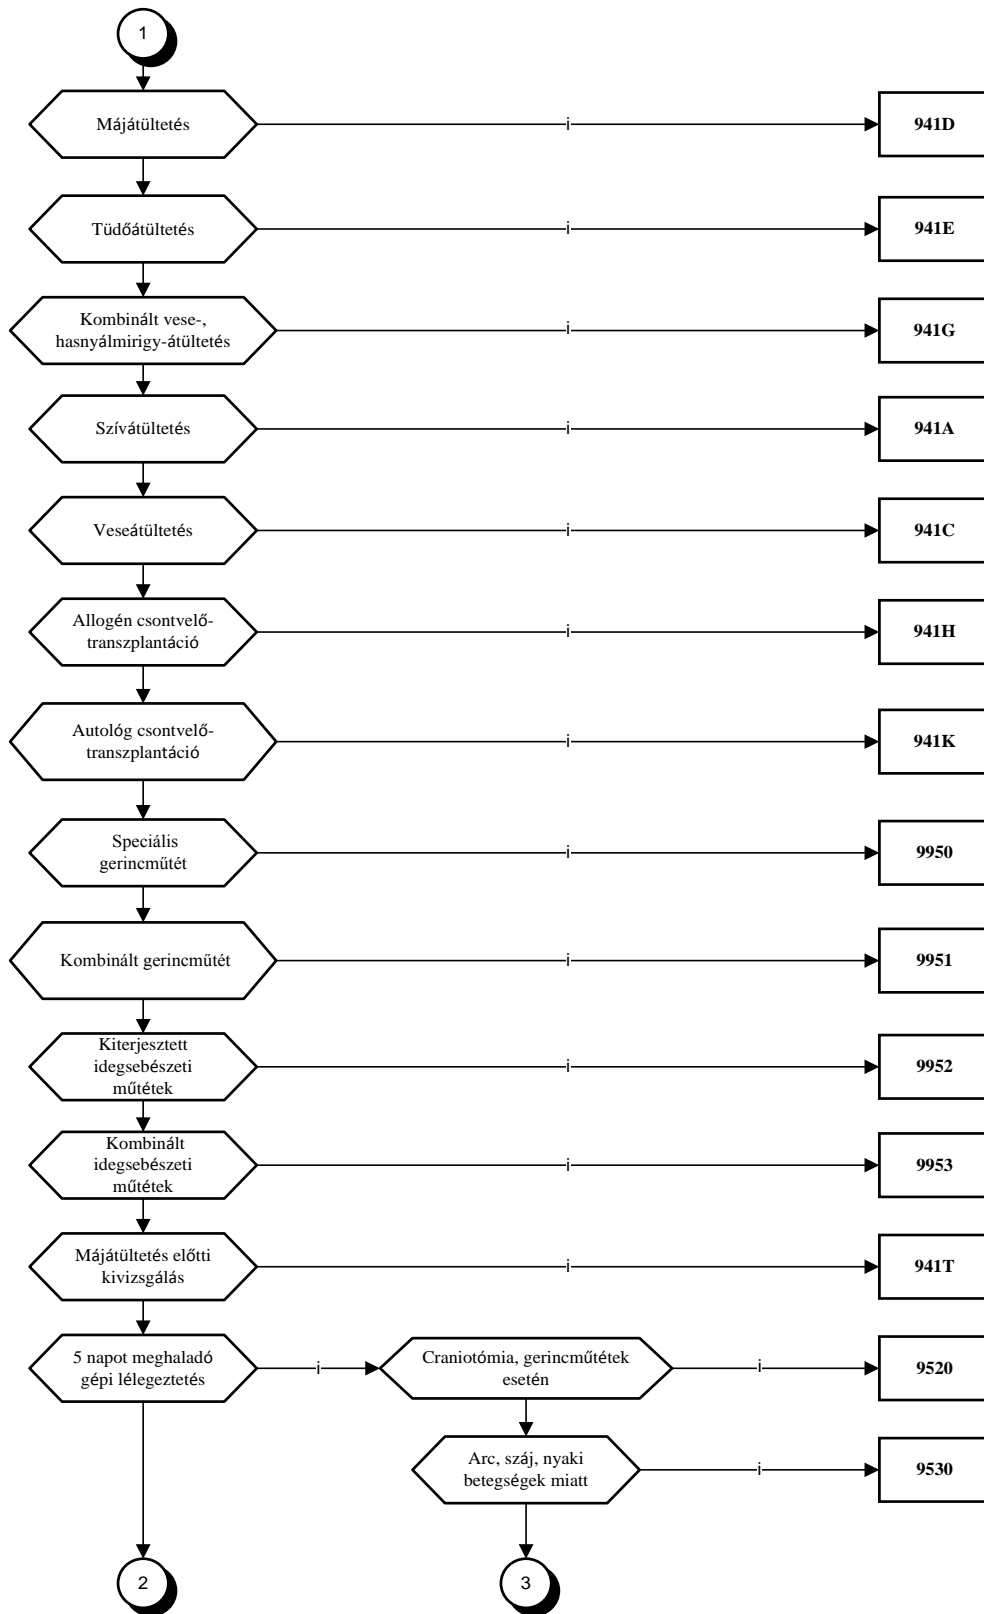 1
Májátültetés
i
941D
Tüdőátültetés
i
941E
Kombinált vese-,
hasnyálmirigy-átültetés
i
941G
Szívátültetés
i
941A
Veseátültetés
i
941C
Allogén csontvelő-
transzplantáció
i
941H
Autológ csontvelő-
transzplantáció
i
941K
Speciális
gerincműtét
i
9950
Kombinált gerincműtét
i
9951
Kiterjesztett
idegsebészeti
műtétek
i
9952
Kombinált
idegsebészeti
műtétek
i
9953
Májátültetés előtti
kivizsgálás
i
941T
5 napot meghaladó
gépi lélegeztetés
i
Craniotómia, gerincműtétek
esetén
i
9520
Arc, száj, nyaki
betegségek miatt
i
9530
2
3